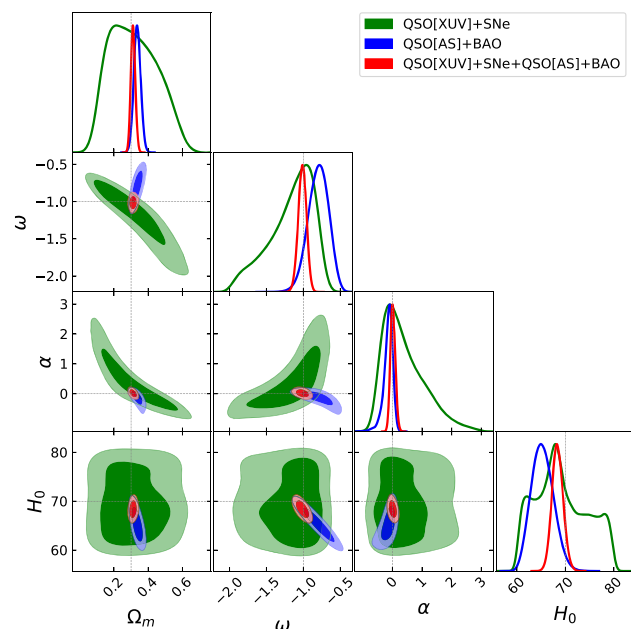 QSO[XUV]+SNe
QSO[AS]+BAO
QSO[XUV]+SNe+QSO[AS]+BAO
−0.5
−1.0
−1.5
−2.0
ω
3
2
1
0
α
80
70
60
H₀
0.2 0.4 0.6
Ωₘ
−2.0 −1.5 −1.0 −0.5
ω
0 1 2 3
α
60 70 80
H₀